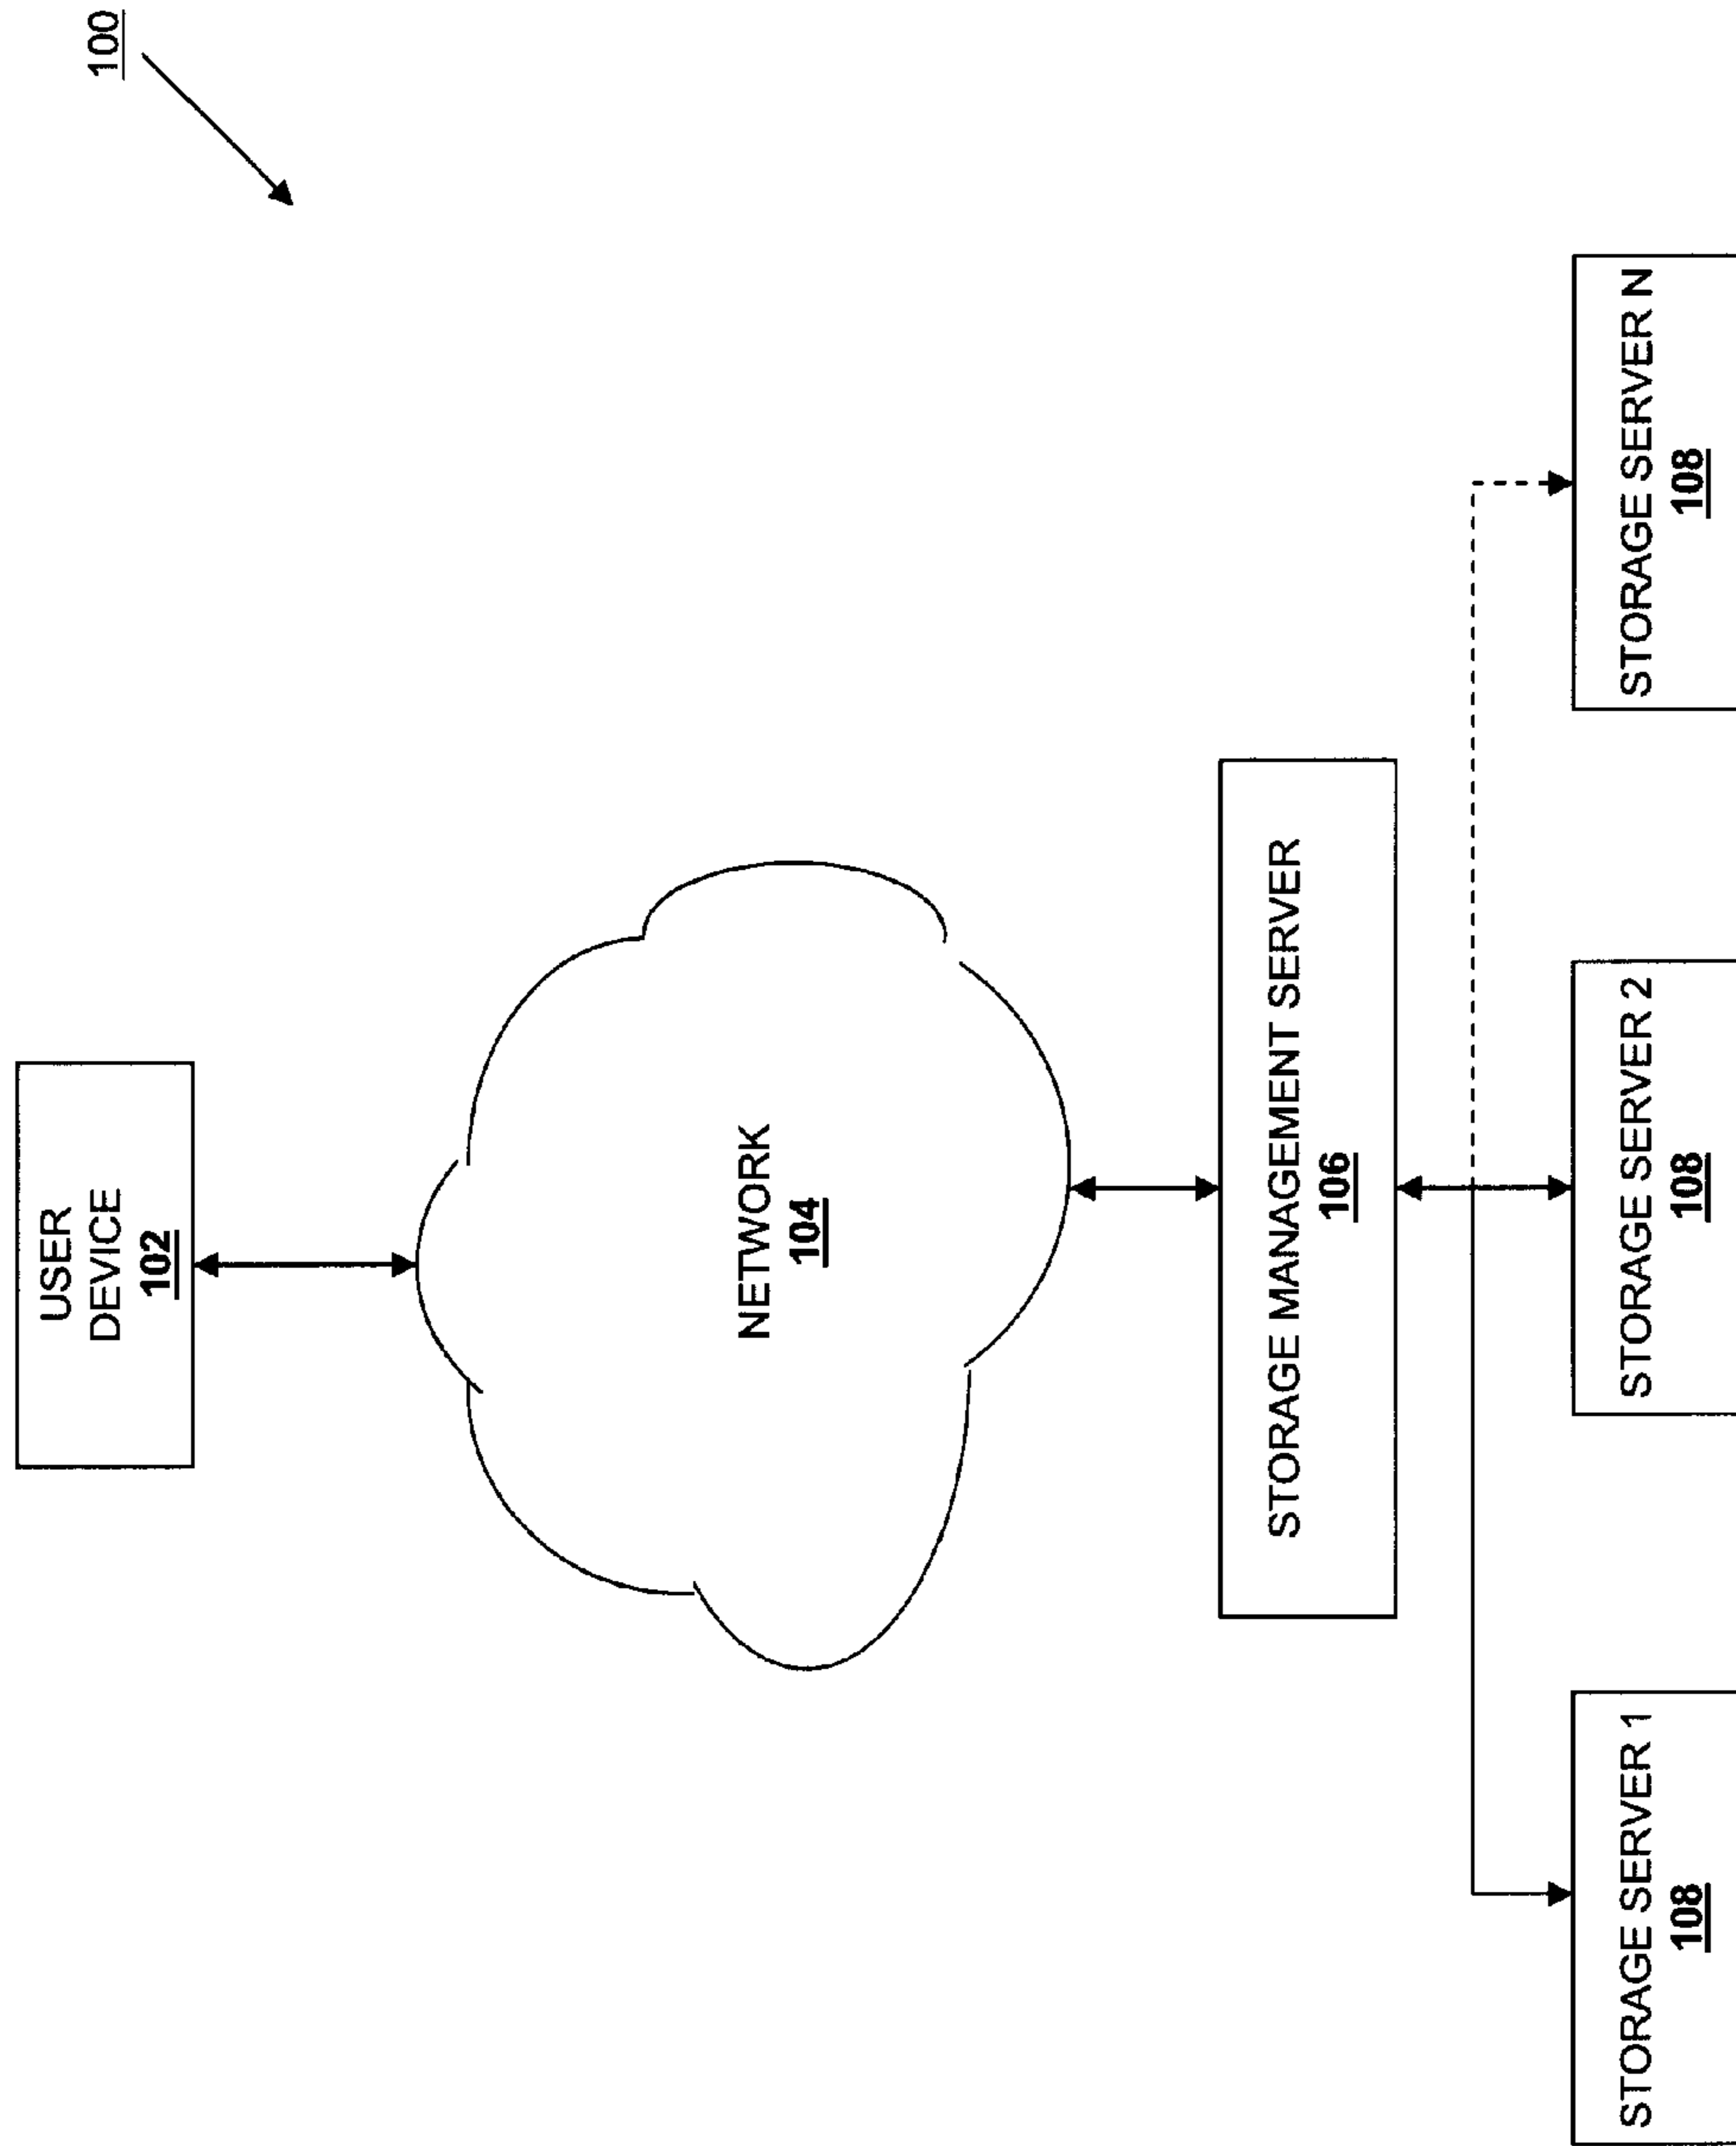 100
USER
DEVICE
102
NETWORK
104
STORAGE MANAGEMENT SERVER
106
STORAGE SERVER 1
108
STORAGE SERVER 2
108
STORAGE SERVER N
108